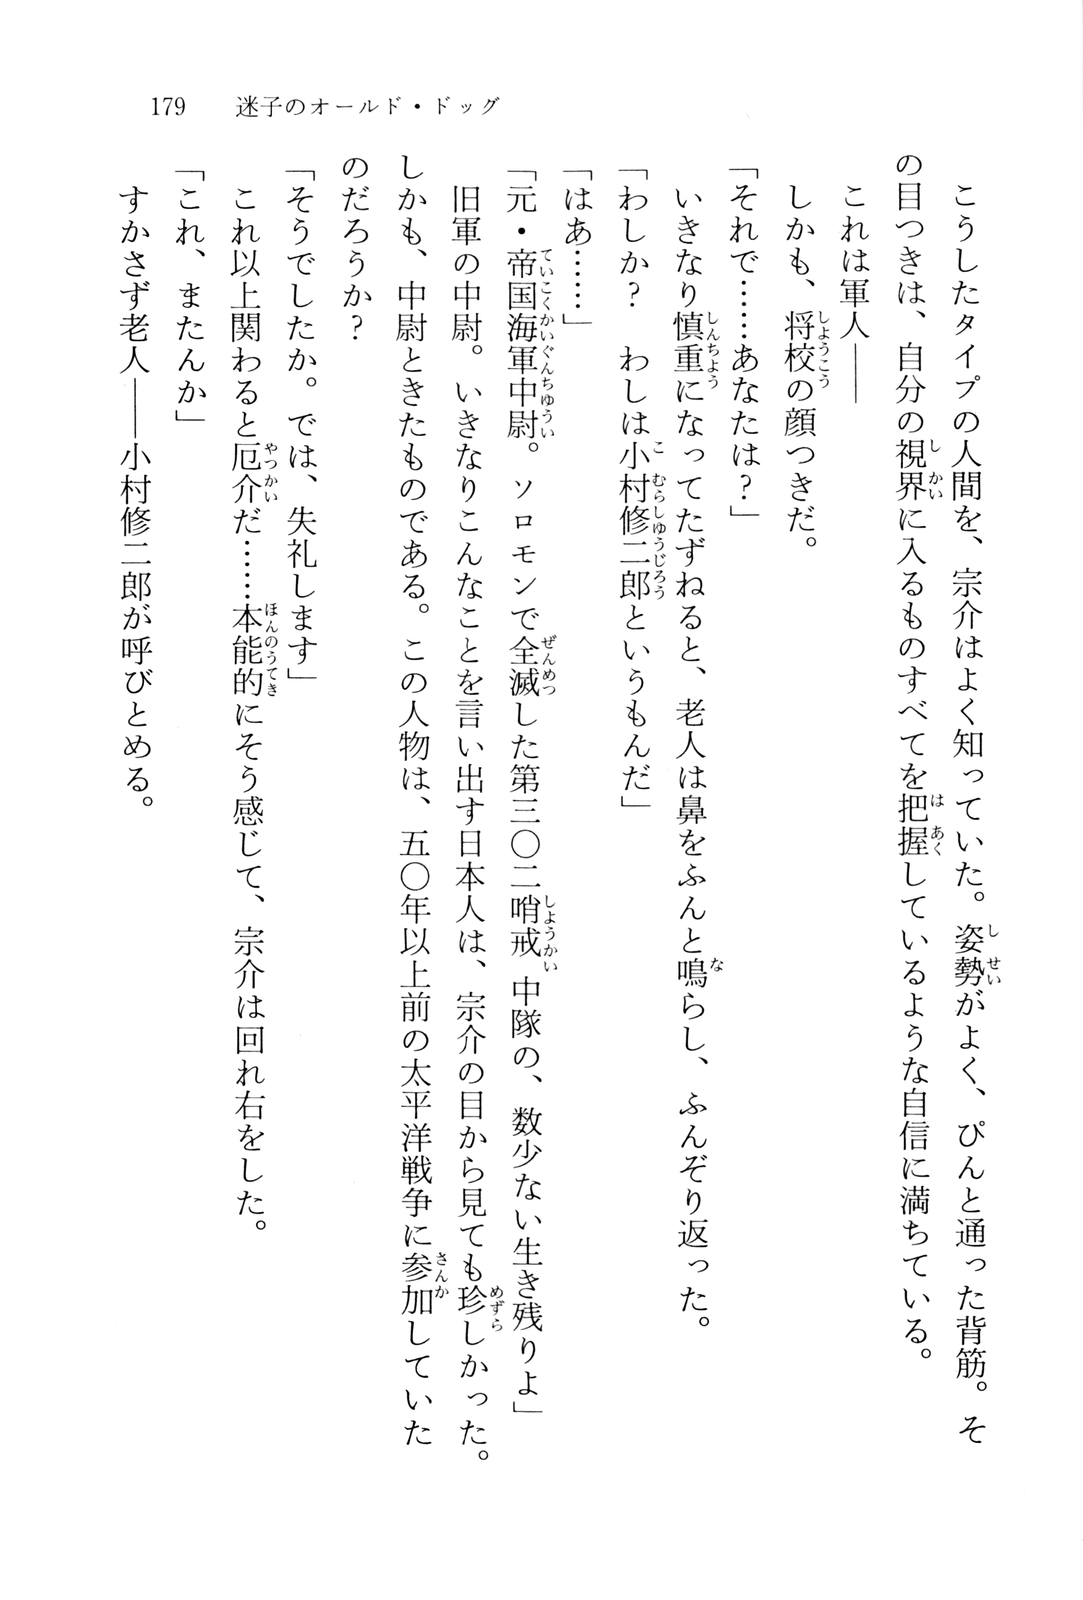 179 迷子のオールド・ドッグ
こうしたタイプの人間を、宗介はよく知っていた。姿勢がよく、ぴんと通った背筋。そ
の目つきは、自分の視界に入るものすべてを把握しているような自信に満ちている。
これは軍人――
しかも、将校の顔つきだ。
「それで……あなたは？」
いきなり慎重になってたずねると、老人は鼻をふんと鳴らし、ふんぞり返った。
「わしか？　わしは小村修二郎というもんだ」
「はあ……」
「元・帝国海軍中尉。ソロモンで全滅した第三〇二哨戒中隊の、数少ない生き残りよ」
旧軍の中尉。いきなりこんなことを言い出す日本人は、宗介の目から見ても珍しかった。
しかも、中尉ときたものである。この人物は、五〇年以上前の太平洋戦争に参加していた
のだろうか？
「そうでしたか。では、失礼します」
これ以上関わると厄介だ……本能的にそう感じて、宗介は回れ右をした。
「これ、またんか」
すかさず老人――小村修二郎が呼びとめる。